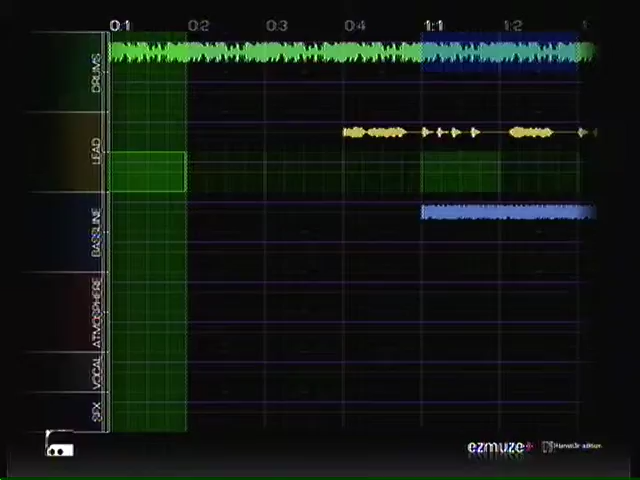 0:1 0:2 0:3 0:4 1:1 1:2 1
DRUMS
LEAD
BASSLINE
ATMOSPHERE
VOCAL
SFX
ezmuze+